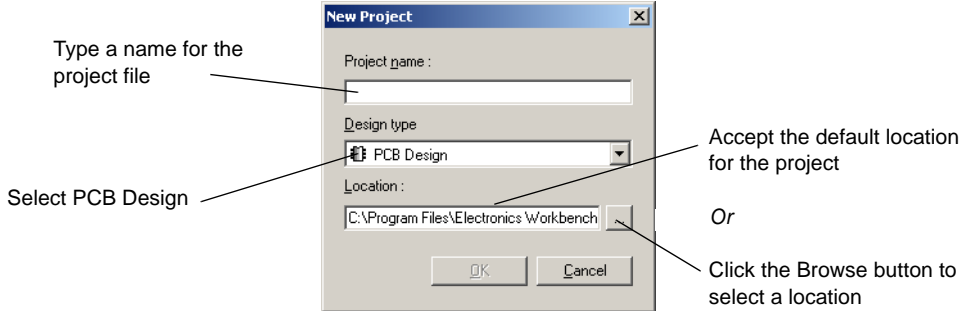 New Project
Type a name for the
project file
Project name :
Design type
PCB Design
Select PCB Design
Location :
C:\Program Files\Electronics Workbench
...
Accept the default location
for the project
Or
Click the Browse button to
select a location
OK
Cancel